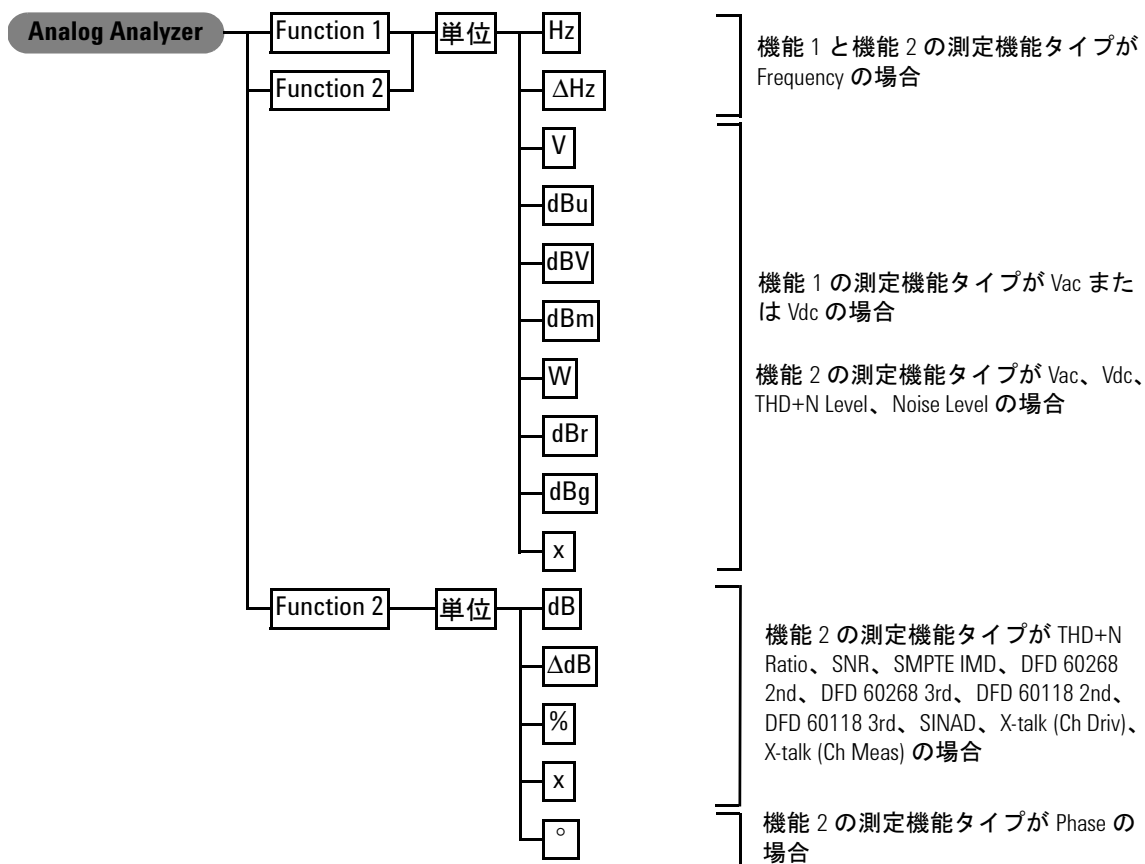 Analog Analyzer
Function 1
単位
Hz
Function 2
ΔHz
機能 1 と機能 2 の測定機能タイプが
Frequency の場合
V
dBu
dBV
dBm
W
dBr
dBg
x
機能 1 の測定機能タイプが Vac また
は Vdc の場合
機能 2 の測定機能タイプが Vac、Vdc、
THD+N Level、Noise Level の場合
Function 2
単位
dB
ΔdB
%
x
°
機能 2 の測定機能タイプが THD+N
Ratio、SNR、SMPTE IMD、DFD 60268
2nd、DFD 60268 3rd、DFD 60118 2nd、
DFD 60118 3rd、SINAD、X-talk (Ch Driv)、
X-talk (Ch Meas) の場合
機能 2 の測定機能タイプが Phase の
場合